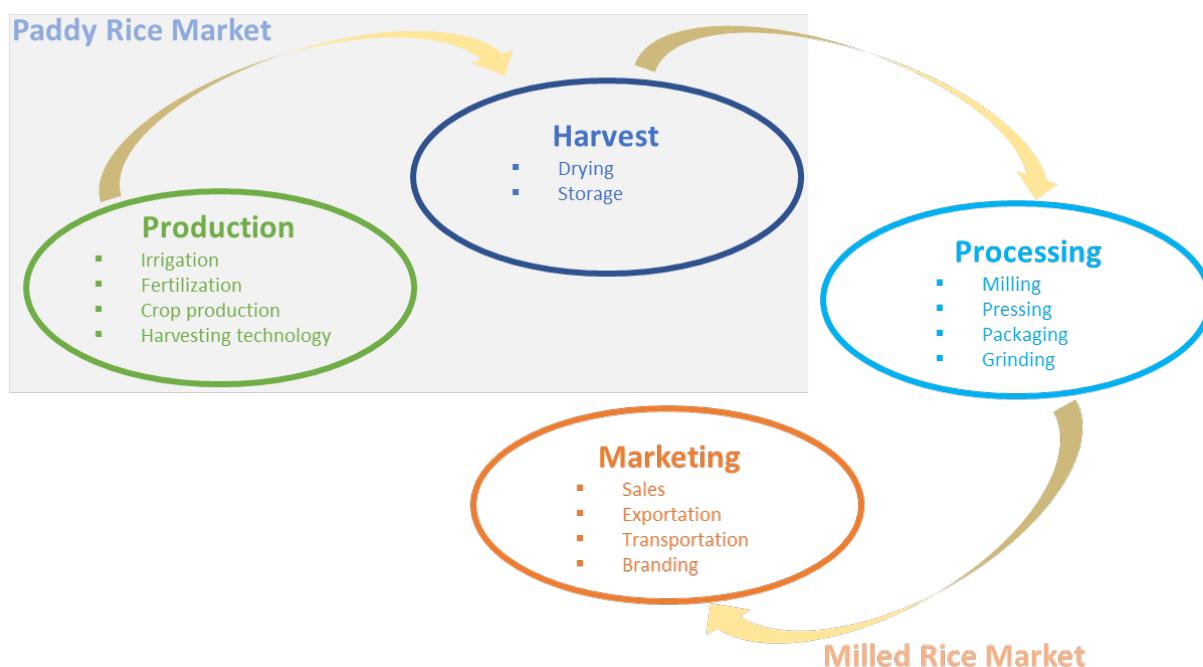 Paddy Rice Market
Harvest
▪ Drying
▪ Storage
Production
▪ Irrigation
▪ Fertilization
▪ Crop production
▪ Harvesting technology
Processing
▪ Milling
▪ Pressing
▪ Packaging
▪ Grinding
Marketing
▪ Sales
▪ Exportation
▪ Transportation
▪ Branding
Milled Rice Market